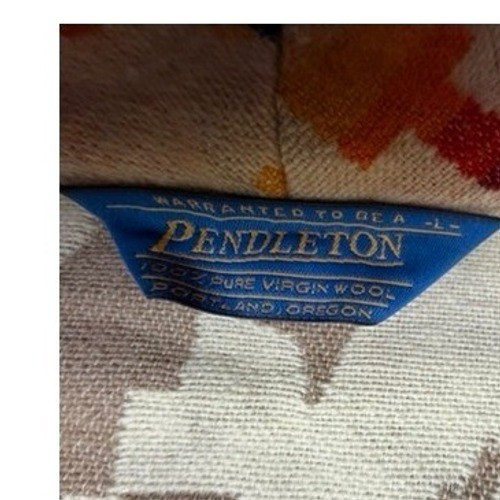 WARRANTED TO BE A -L-
PENDLETON
100% PURE VIRGIN WOOL
PORTLAND, OREGON